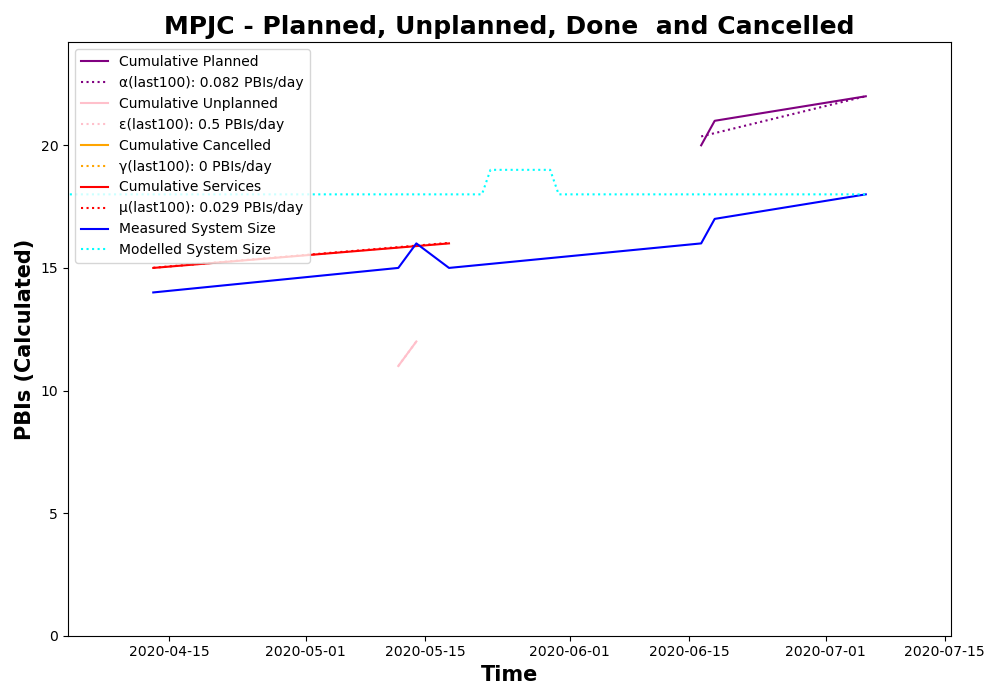 MPJC - Planned, Unplanned, Done  and Cancelled
Cumulative Planned
α(last100): 0.082 PBIs/day
Cumulative Unplanned
ε(last100): 0.5 PBIs/day
Cumulative Cancelled
γ(last100): 0 PBIs/day
Cumulative Services
μ(last100): 0.029 PBIs/day
Measured System Size
Modelled System Size
PBIs (Calculated)
20
15
10
5
0
2020-04-15 2020-05-01 2020-05-15 2020-06-01 2020-06-15 2020-07-01 2020-07-15
Time